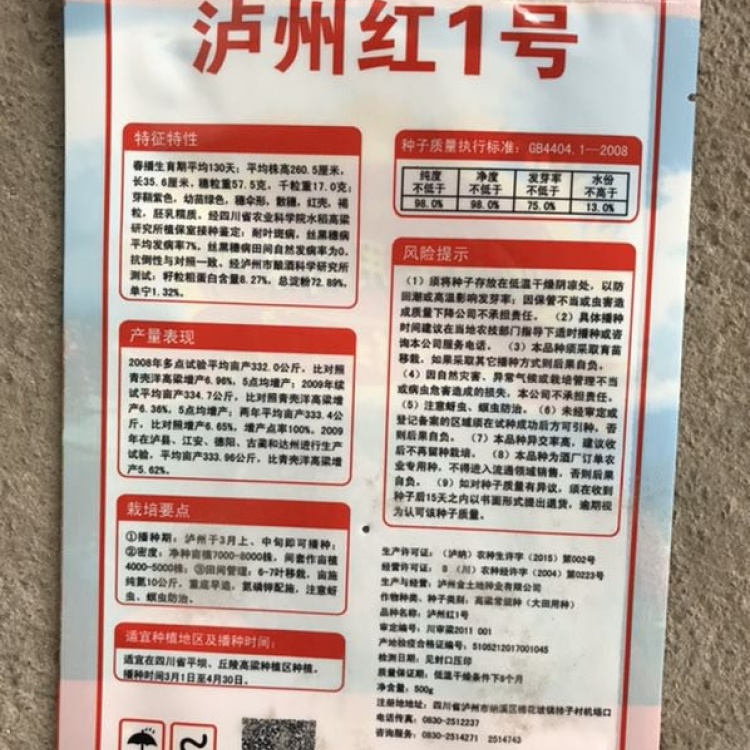 泸州红1号
特征特性
春播生育期平均130天；平均株高260.5厘米，
长35.6厘米，穗粒重57.5克，千粒重17.0克；
芽鞘紫色，幼苗绿色，穗伞形，散穗，红壳，褐
粒，胚乳糯质。经四川省农业科学院水稻高粱
研究所植保室接种鉴定：耐叶斑病，丝黑穗病
平均发病率7%，丝黑穗病田间自然发病率为0。
抗倒性与对照一致。经泸州市酿酒科学研究所
测试：籽粒粗蛋白含量8.27%，总淀粉72.89%，
单宁1.32%。
产量表现
2008年多点试验平均亩产332.0公斤，比对照
青壳洋高粱增产6.96%，5点均增产；2009年续
试平均亩产334.7公斤，比对照青壳洋高粱增产
6.36%，5点均增产；两年平均亩产333.4公
斤，比对照增产6.65%，增产点率100%。2009
年在泸县、江安、德阳、古蔺和达州进行生产
试验，平均亩产333.96公斤，比青壳洋高粱增
产5.62%。
栽培要点
①播种期：泸州于3月上、中旬即可播种；
②密度：净种亩植7000-8000株，间套作亩植
4000-5000株；③田间管理：6-7叶移栽，亩施
纯氮10公斤，重底早追，氮磷钾配施，注意蚜
虫、螟虫防治。
适宜种植地区及播种时间：
适宜在四川省平坝、丘陵高粱种植区种植。
播种时间3月1日至4月30日。
种子质量执行标准：GB4404.1—2008
纯度 净度 发芽率 水份
不低于 不低于 不低于 不高于
98.0% 98.0% 75.0% 13.0%
风险提示
（1）须将种子存放在低温干燥阴凉处，以防
回潮或高温影响发芽率；因保管不当或虫害造
成质量下降公司不承担责任。（2）具体播种
时间建议在当地农技部门指导下适时播种或咨
询本公司服务电话。（3）本品种须采取育苗
移栽，如果采取其它播种方式则后果自负。
（4）因自然灾害、异常气候或栽培管理不当
或病虫危害造成的损失，本公司不承担责任。
（5）注意蚜虫、螟虫防治。（6）未经审定或
登记备案的区域须在试种成功后方可引种，否
则后果自负。（7）本品种异交率高，建议收
后不再留种栽培。（8）本品种为酒厂订单农
业专用种，不得进入流通领域销售，否则后果
自负。（9）如对种子质量有异议，须在收到
种子后15天之内以书面形式提出退货，逾期视
为认可该种子质量。
生产许可证：（泸纳）农种生许字（2015）第002号
经营许可证：B（川）农种经许字（2004）第0223号
生产与经营：泸州金土地种业有限公司
作物种类、种子类别：高粱常规种（大田用种）
品种名称：泸州红1号
审定编号：川审粱2011 001
产地检疫合格证编号：5105212017001045
检测日期：见封口压印
质量保证期：低温干燥条件下8个月
净含量：500g
注册地地址：四川省泸州市纳溪区棉花坡镇柿子村机场口
电话传真：0830-2512237
咨询服务：0830-2514271 2514743